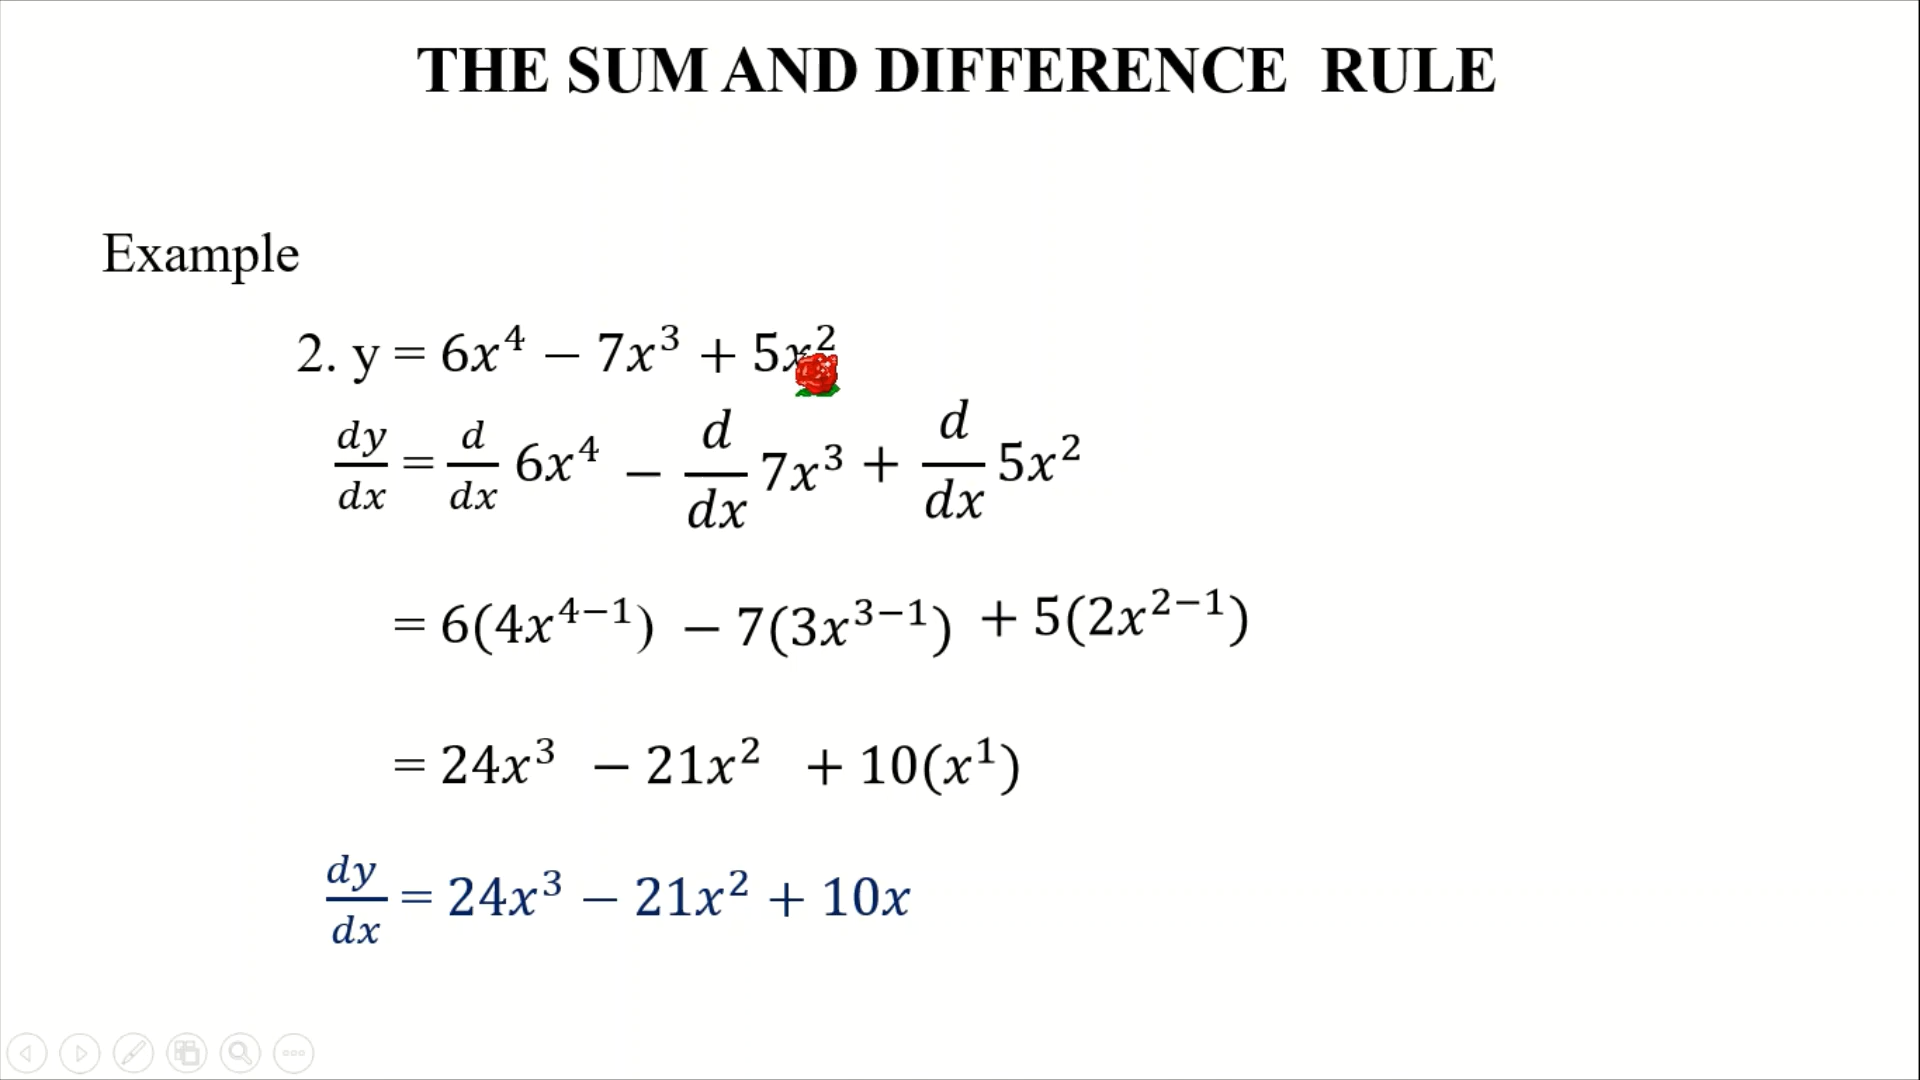 THE SUM AND DIFFERENCE RULE
Example
2. y = 6x⁴ − 7x³ + 5x²
dy/dx = d/dx 6x⁴ − d/dx 7x³ + d/dx 5x²
= 6(4x⁴⁻¹) − 7(3x³⁻¹) + 5(2x²⁻¹)
= 24x³ − 21x² + 10(x¹)
dy/dx = 24x³ − 21x² + 10x